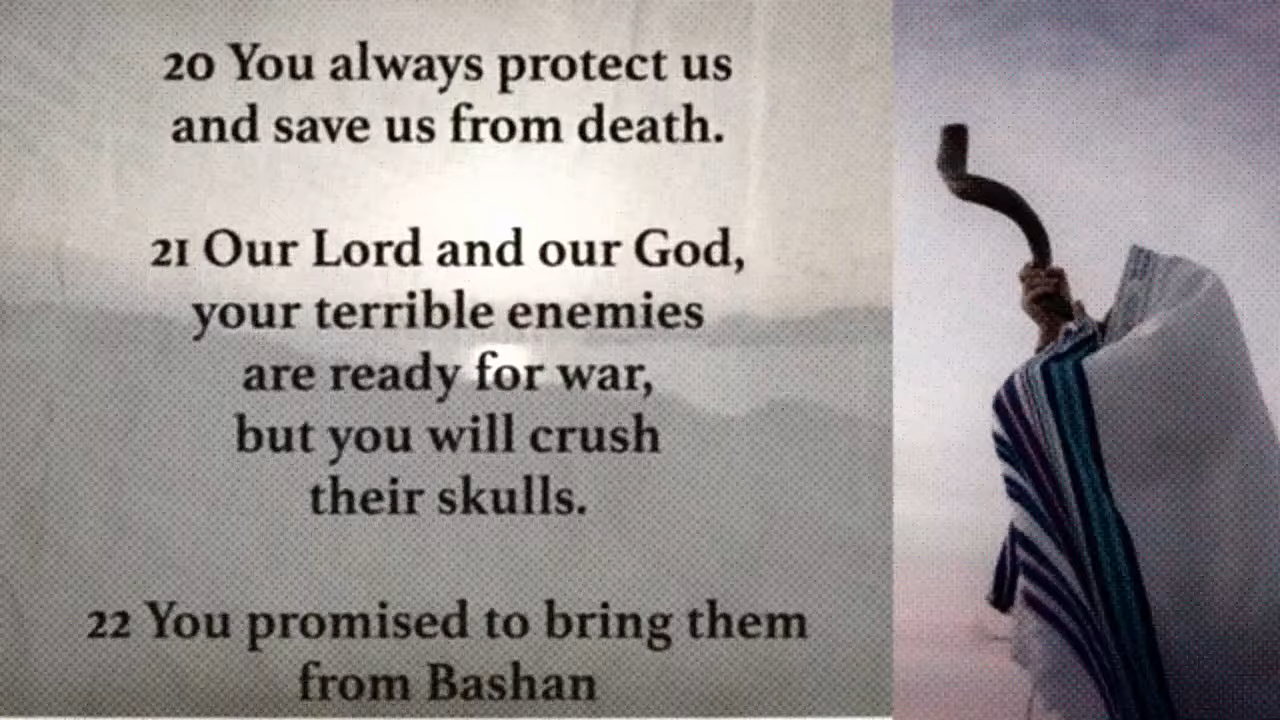 20 You always protect us
and save us from death.
21 Our Lord and our God,
your terrible enemies
are ready for war,
but you will crush
their skulls.
22 You promised to bring them
from Bashan